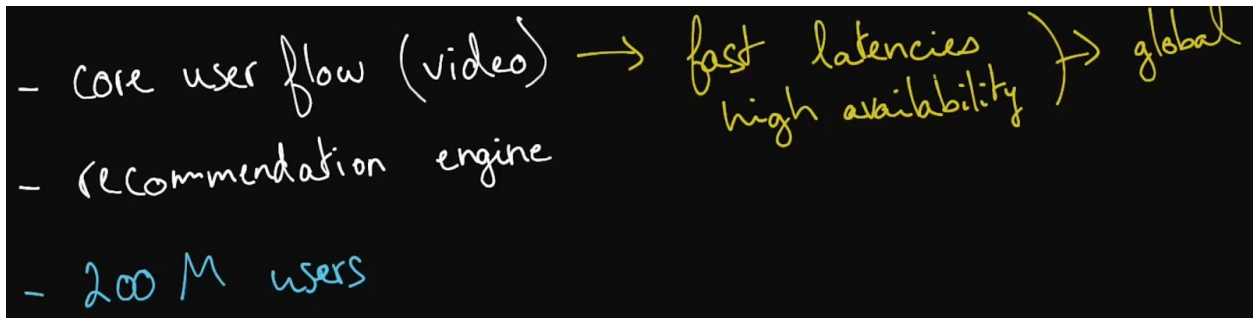 - core user flow (video) → fast latencies ) → global
high availability
- recommendation engine
- 200 M users